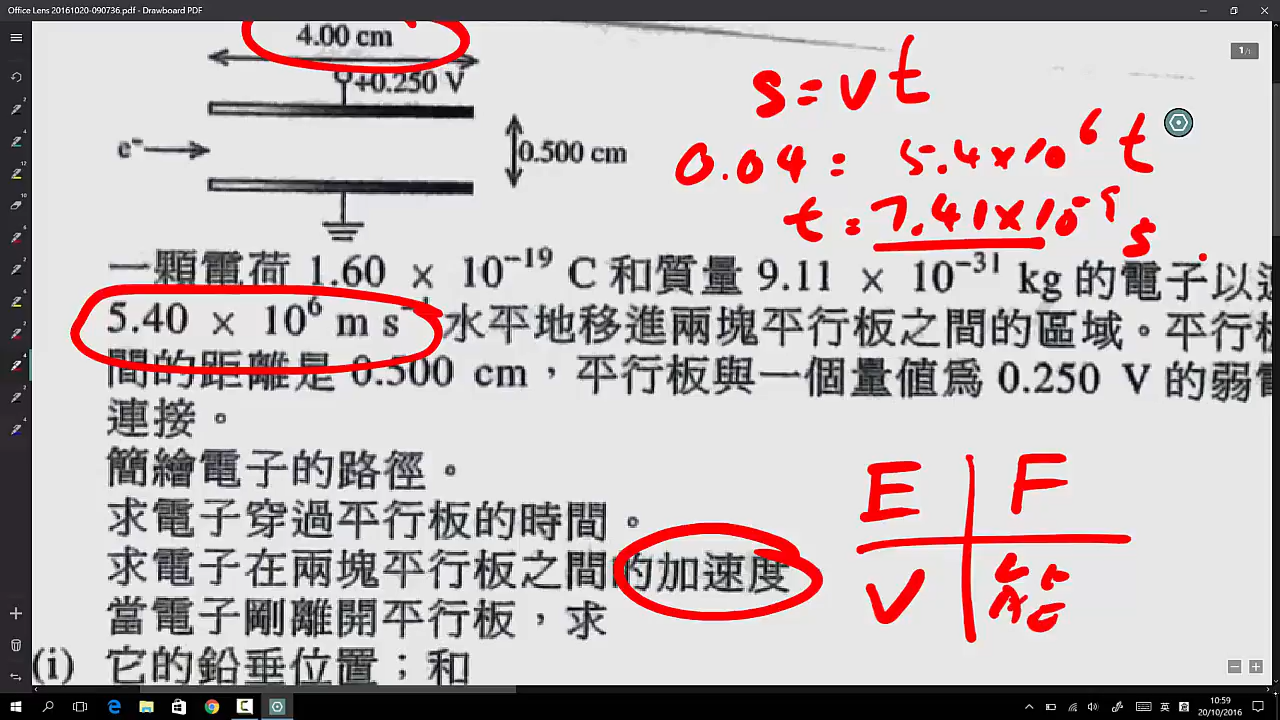 Office Lens 20161020-090736.pdf - Drawboard PDF
1/1
4.00 cm
+0.250 V
e⁻
0.500 cm
s = vt
0.04 = 5.4×10⁶ t
t = 7.41×10⁻⁹ s
一顆電荷 1.60 × 10⁻¹⁹ C 和質量 9.11 × 10⁻³¹ kg 的電子以
5.40 × 10⁶ m s⁻¹ 水平地移進兩塊平行板之間的區域。平行
間的距離是 0.500 cm，平行板與一個量值爲 0.250 V 的弱
連接。
簡繪電子的路徑。
求電子穿過平行板的時間。
求電子在兩塊平行板之間的加速度
當電子剛離開平行板，求
(i) 它的鉛垂位置；和
E F
V
10:59
20/10/2016
英